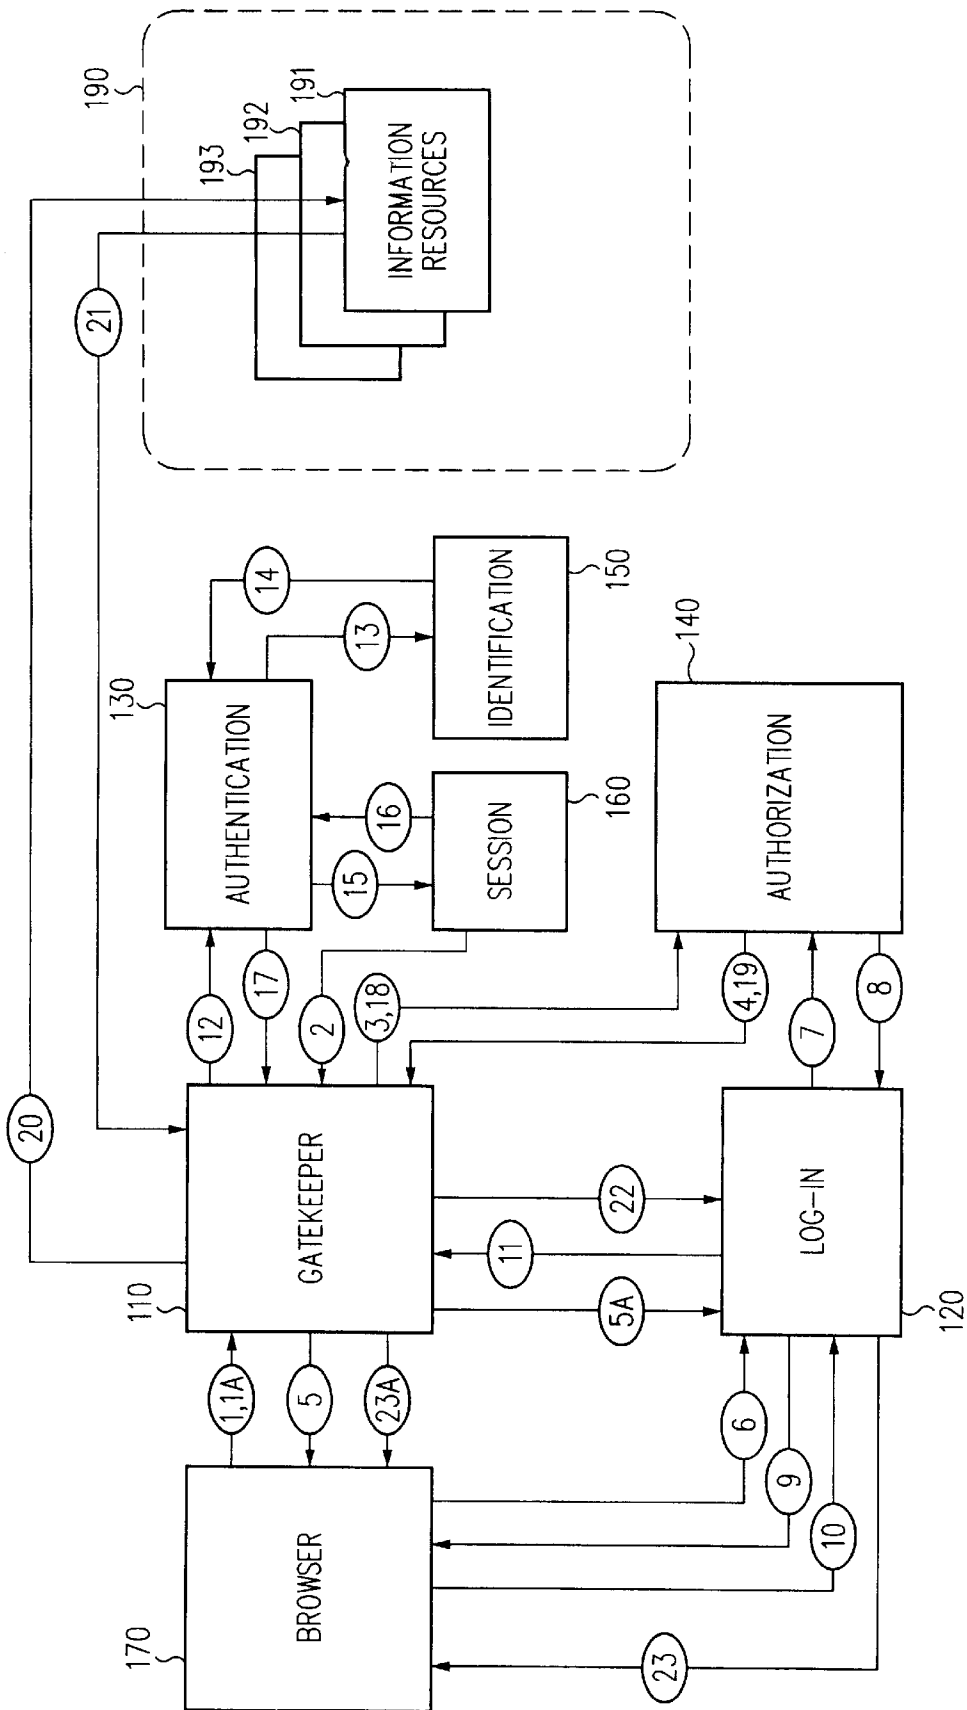 170
BROWSER
1,1A
5
23A
6
9
10
23
110
GATEKEEPER
5A
11
22
120
LOG-IN
12
17
2
3,18
4,19
7
8
130
AUTHENTICATION
15
16
13
14
SESSION
160
IDENTIFICATION
150
AUTHORIZATION
140
20
21
190
193
192
191
INFORMATION
RESOURCES